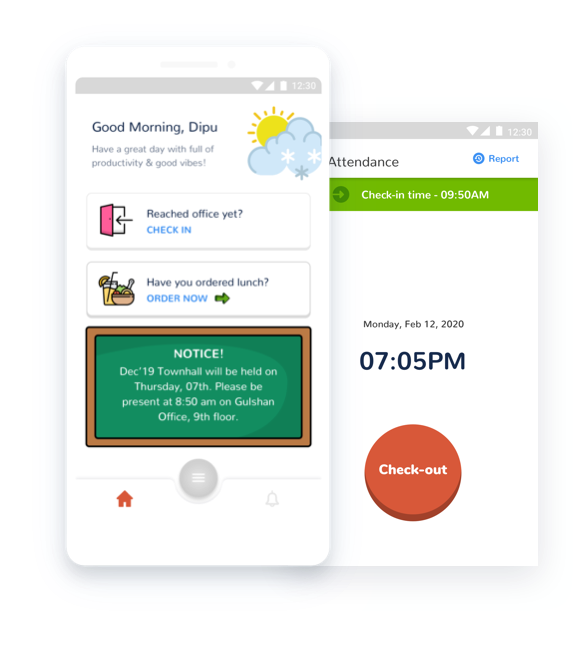 12:30
Good Morning, Dipu
Have a great day with full of
productivity & good vibes!
Reached office yet?
CHECK IN
Have you ordered lunch?
ORDER NOW
NOTICE!
Dec'19 Townhall will be held on
Thursday, 07th. Please be
present at 8:50 am on Gulshan
Office, 9th floor.
12:30
Attendance
Report
Check-in time - 09:50AM
Monday, Feb 12, 2020
07:05PM
Check-out